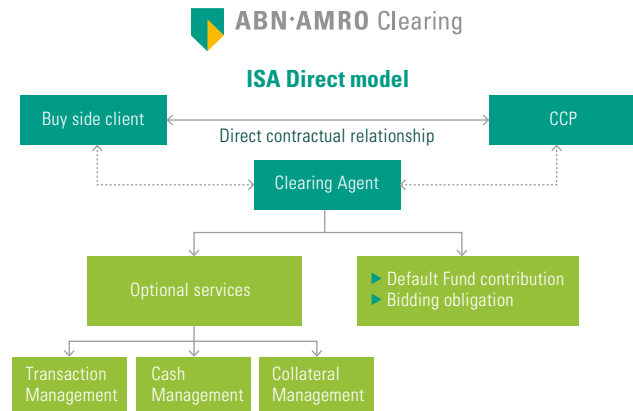 ABN·AMRO Clearing
ISA Direct model
Buy side client
CCP
Direct contractual relationship
Clearing Agent
Optional services
Default Fund contribution
Bidding obligation
Transaction
Management
Cash
Management
Collateral
Management